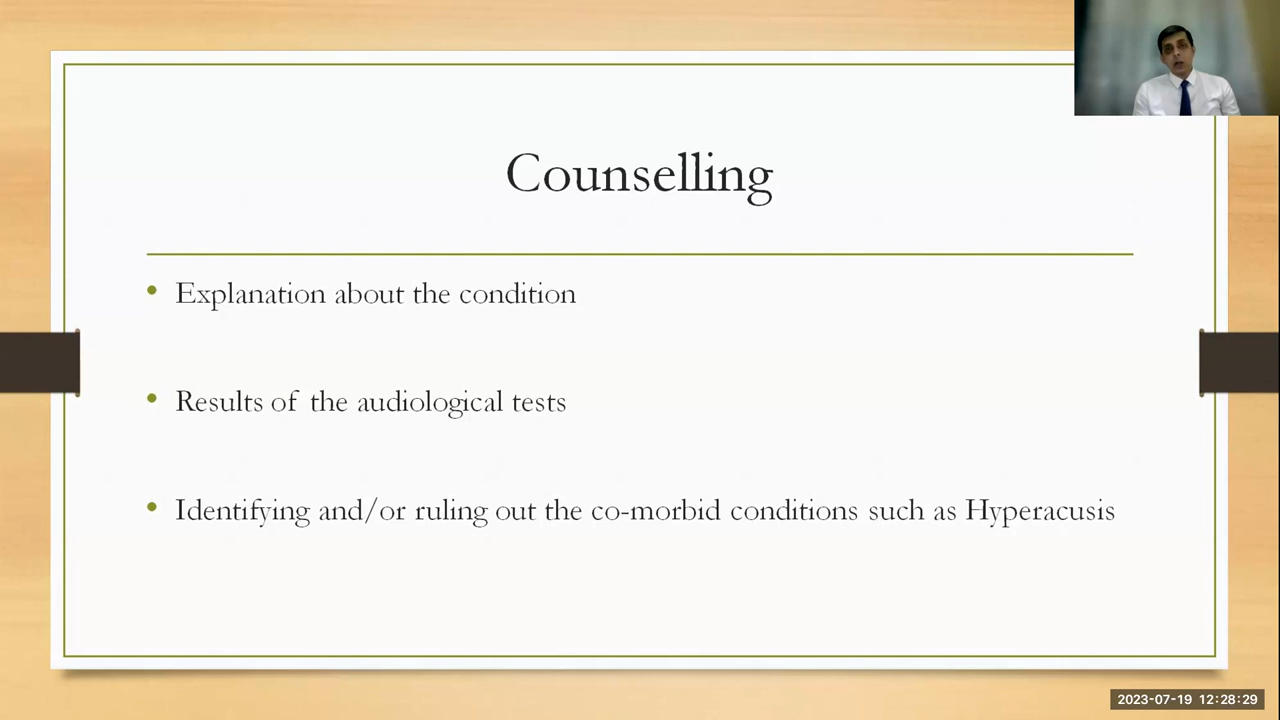 Counselling
Explanation about the condition
Results of the audiological tests
Identifying and/or ruling out the co-morbid conditions such as Hyperacusis
2023-07-19 12:28:29